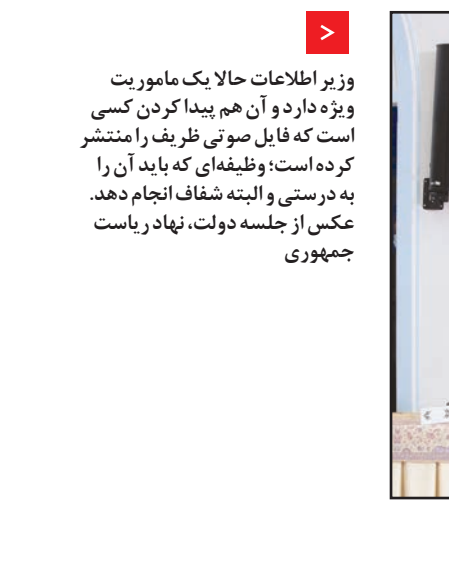 وزیر اطلاعات حالا یک ماموریت
ویژه دارد و آن هم پیدا کردن کسی
است که فایل صوتی ظریف را منتشر
کرده است؛ وظیفه‌ای که باید آن را
به درستی و البته شفاف انجام دهد.
عکس از جلسه دولت، نهاد ریاست
جمهوری